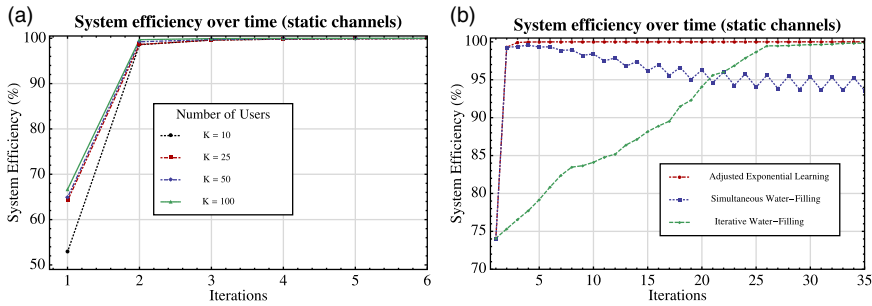 (a)
System efficiency over time (static channels)
System Efficiency (%)
100
90
80
70
60
50
Number of Users
K = 10
K = 25
K = 50
K = 100
1 2 3 4 5 6
Iterations
(b)
System efficiency over time (static channels)
System Efficiency (%)
100
95
90
85
80
75
70
Adjusted Exponential Learning
Simultaneous Water−Filling
Iterative Water−Filling
5 10 15 20 25 30 35
Iterations